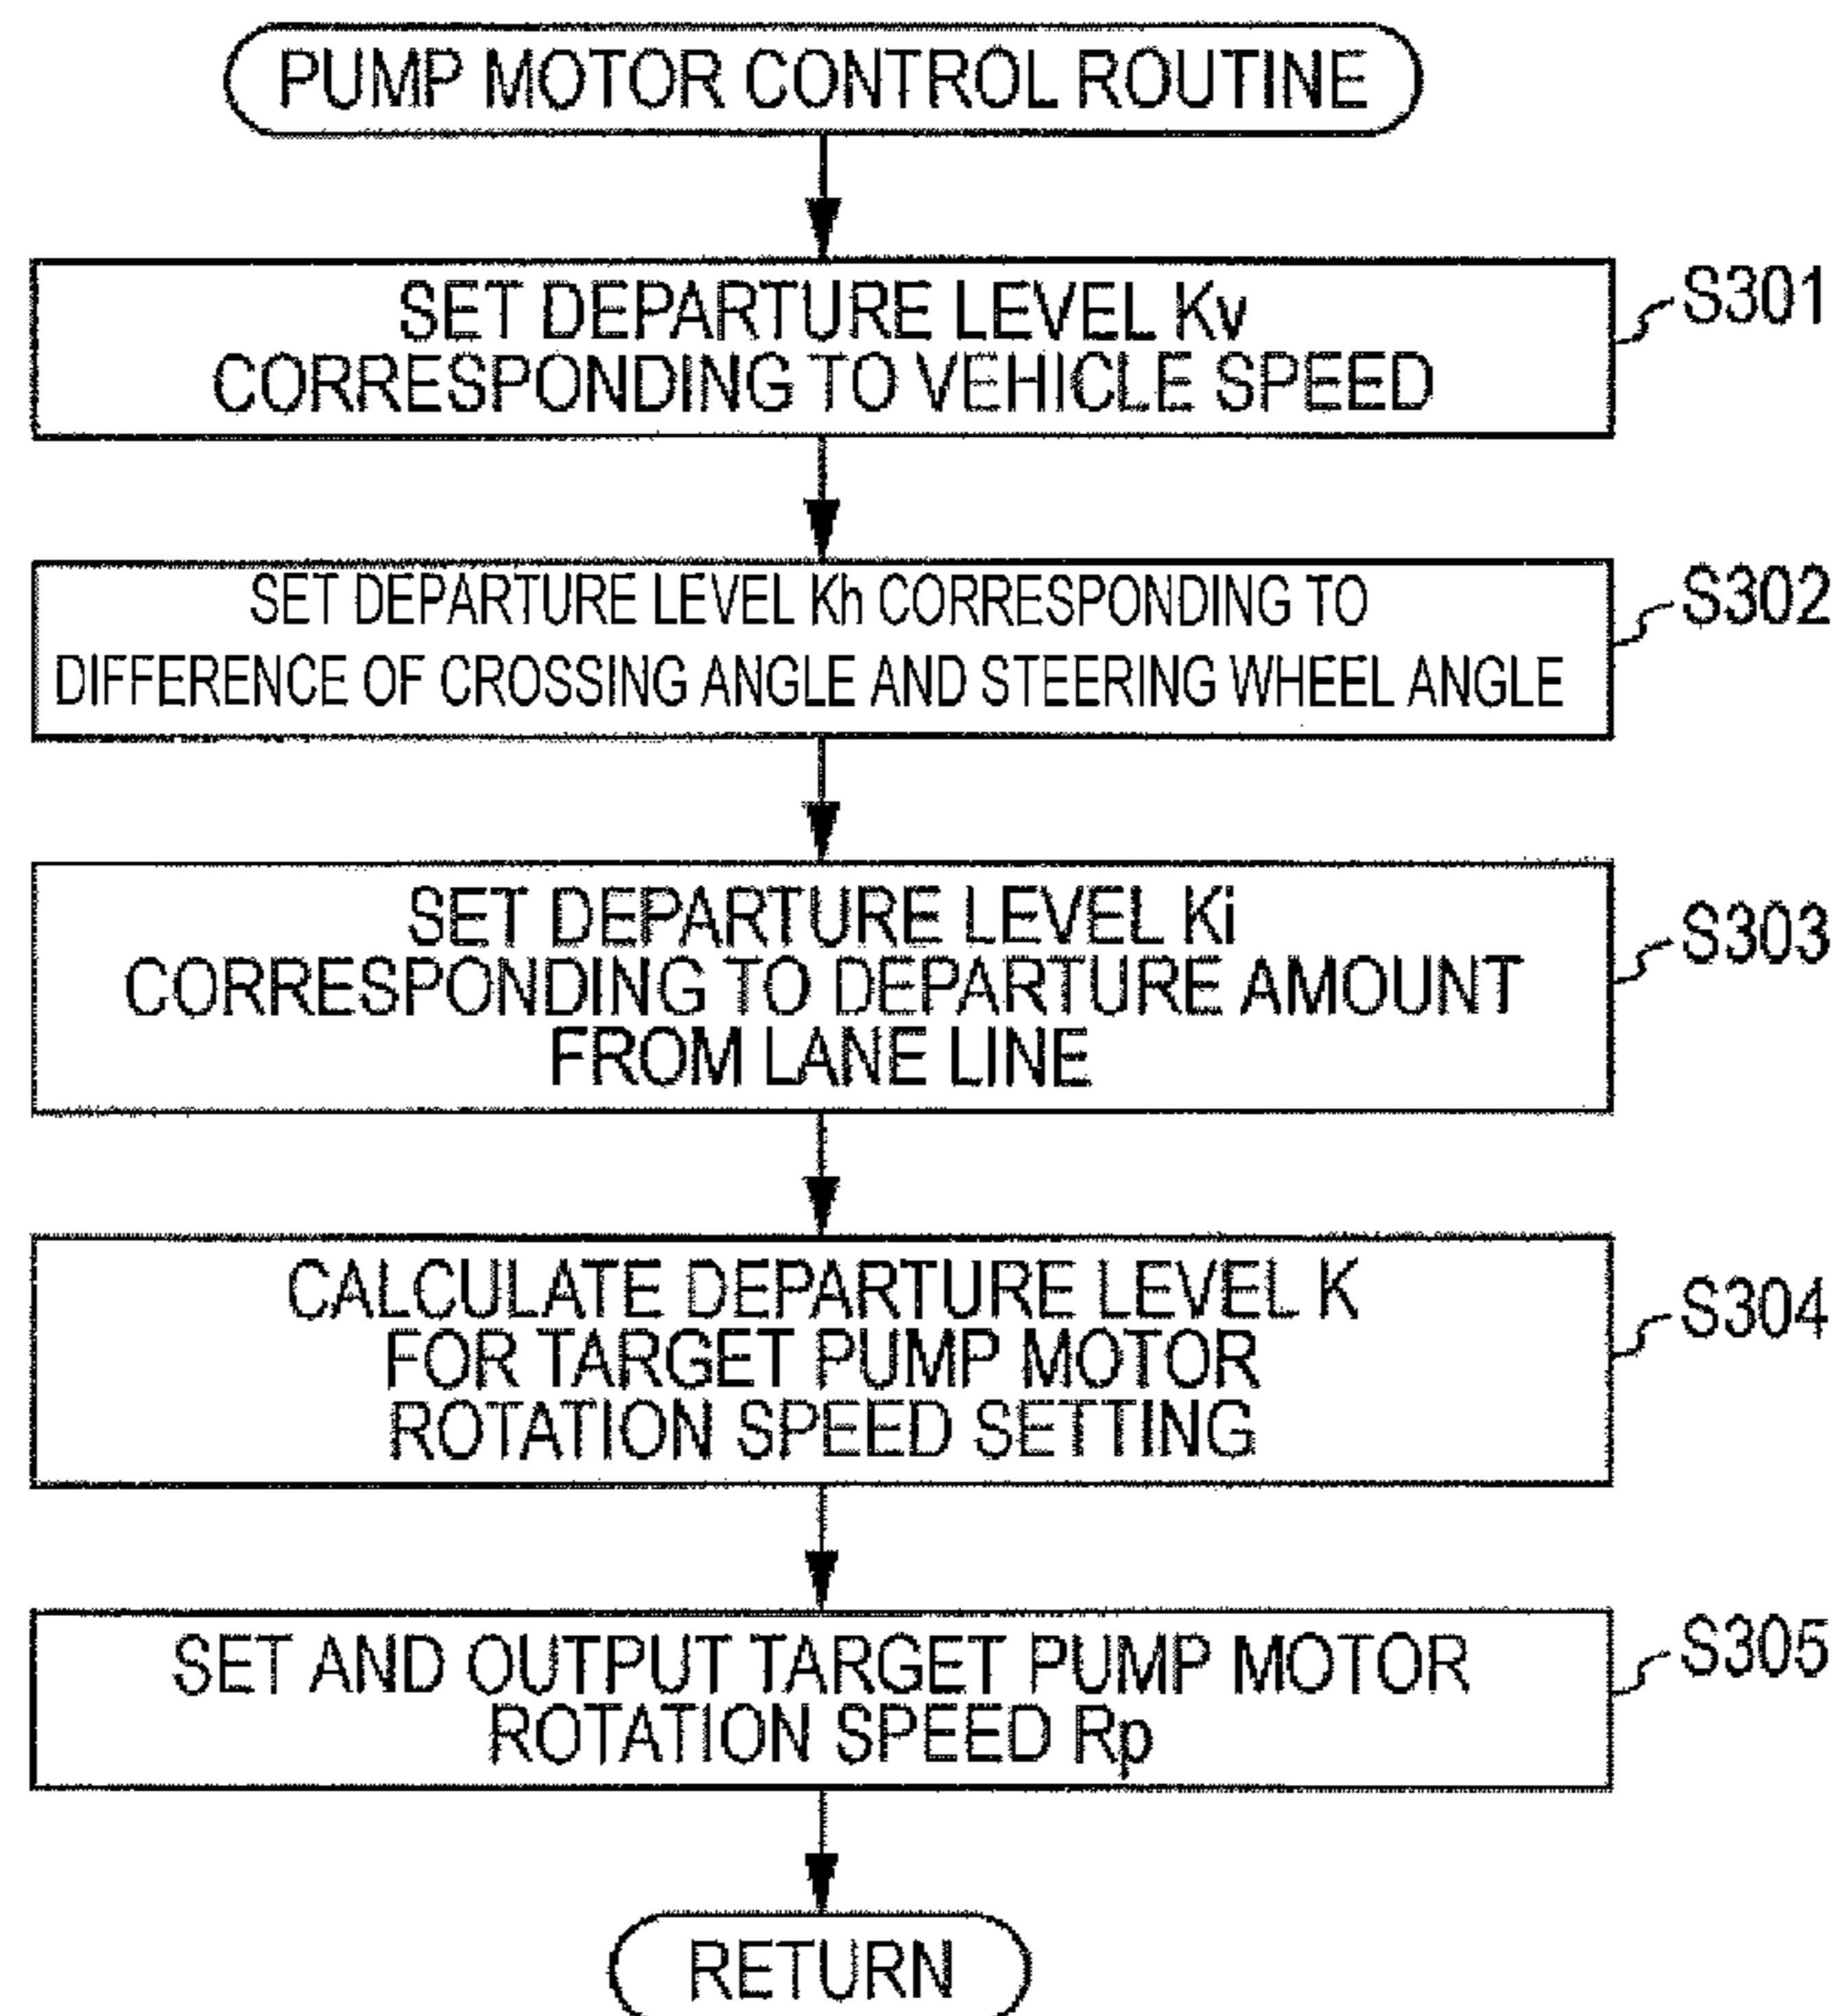 PUMP MOTOR CONTROL ROUTINE
SET DEPARTURE LEVEL Kv
CORRESPONDING TO VEHICLE SPEED
S301
SET DEPARTURE LEVEL Kh CORRESPONDING TO
DIFFERENCE OF CROSSING ANGLE AND STEERING WHEEL ANGLE
S302
SET DEPARTURE LEVEL Ki
CORRESPONDING TO DEPARTURE AMOUNT
FROM LANE LINE
S303
CALCULATE DEPARTURE LEVEL K
FOR TARGET PUMP MOTOR
ROTATION SPEED SETTING
S304
SET AND OUTPUT TARGET PUMP MOTOR
ROTATION SPEED Rp
S305
RETURN